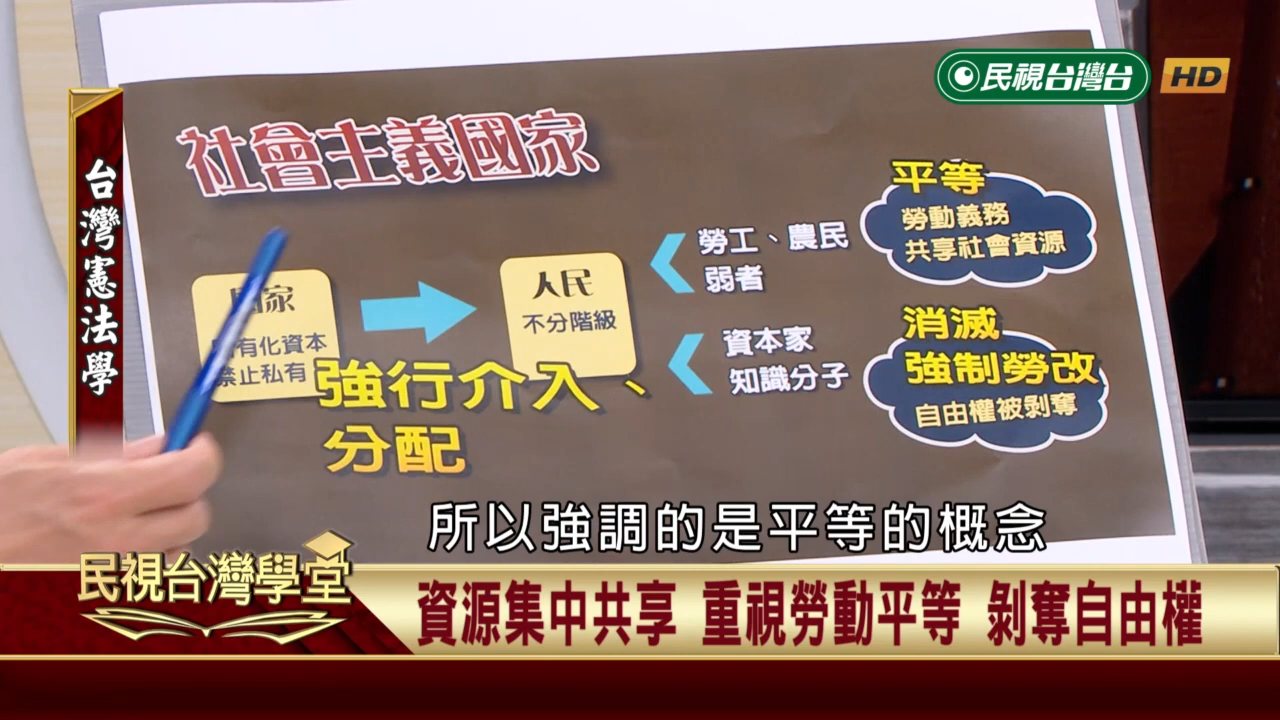 民視台灣台
HD
台灣憲法學
社會主義國家
國家
有化資本
禁止私有
人民
不分階級
強行介入、
分配
勞工、農民
弱者
資本家
知識分子
平等
勞動義務
共享社會資源
消滅
強制勞改
自由權被剝奪
所以強調的是平等的概念
民視台灣學堂
資源集中共享 重視勞動平等 剝奪自由權